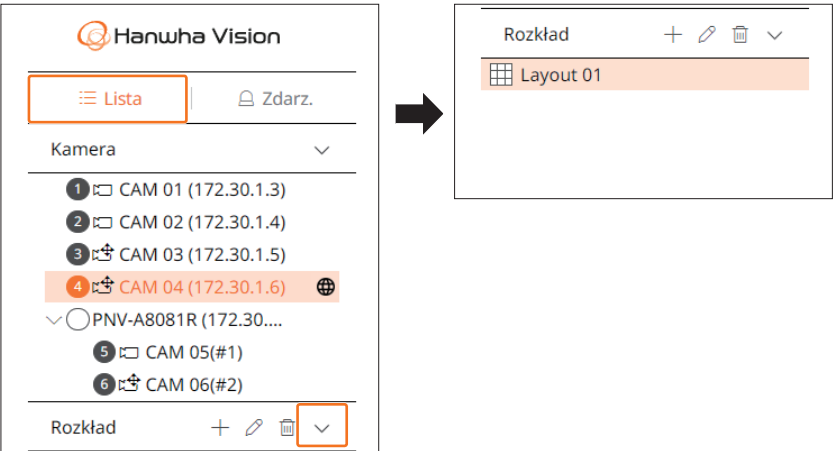 Hanwha Vision
Lista
Zdarz.
Kamera
1 CAM 01 (172.30.1.3)
2 CAM 02 (172.30.1.4)
3 CAM 03 (172.30.1.5)
4 CAM 04 (172.30.1.6)
PNV-A8081R (172.30....
5 CAM 05(#1)
6 CAM 06(#2)
Rozkład
Rozkład
Layout 01